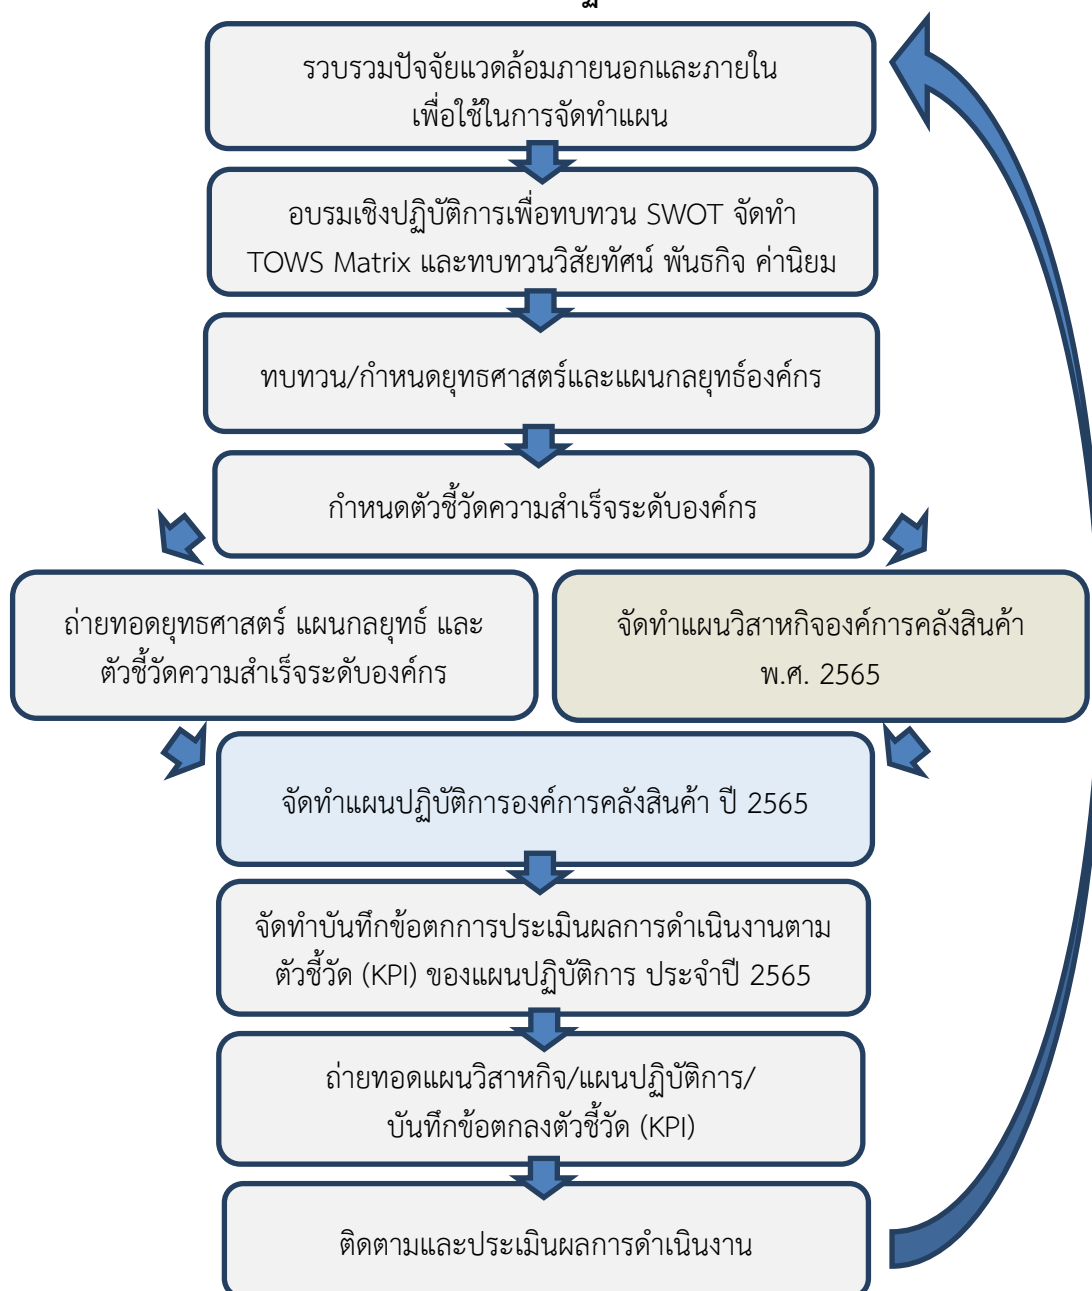 รวบรวมปัจจัยแวดล้อมภายนอกและภายใน
เพื่อใช้ในการจัดทำแผน
อบรมเชิงปฏิบัติการเพื่อทบทวน SWOT จัดทำ
TOWS Matrix และทบทวนวิสัยทัศน์ พันธกิจ ค่านิยม
ทบทวน/กำหนดยุทธศาสตร์และแผนกลยุทธ์องค์กร
กำหนดตัวชี้วัดความสำเร็จระดับองค์กร
ถ่ายทอดยุทธศาสตร์ แผนกลยุทธ์ และ
ตัวชี้วัดความสำเร็จระดับองค์กร
จัดทำแผนวิสาหกิจองค์การคลังสินค้า
พ.ศ. 2565
จัดทำแผนปฏิบัติการองค์การคลังสินค้า ปี 2565
จัดทำบันทึกข้อตกการประเมินผลการดำเนินงานตาม
ตัวชี้วัด (KPI) ของแผนปฏิบัติการ ประจำปี 2565
ถ่ายทอดแผนวิสาหกิจ/แผนปฏิบัติการ/
บันทึกข้อตกลงตัวชี้วัด (KPI)
ติดตามและประเมินผลการดำเนินงาน